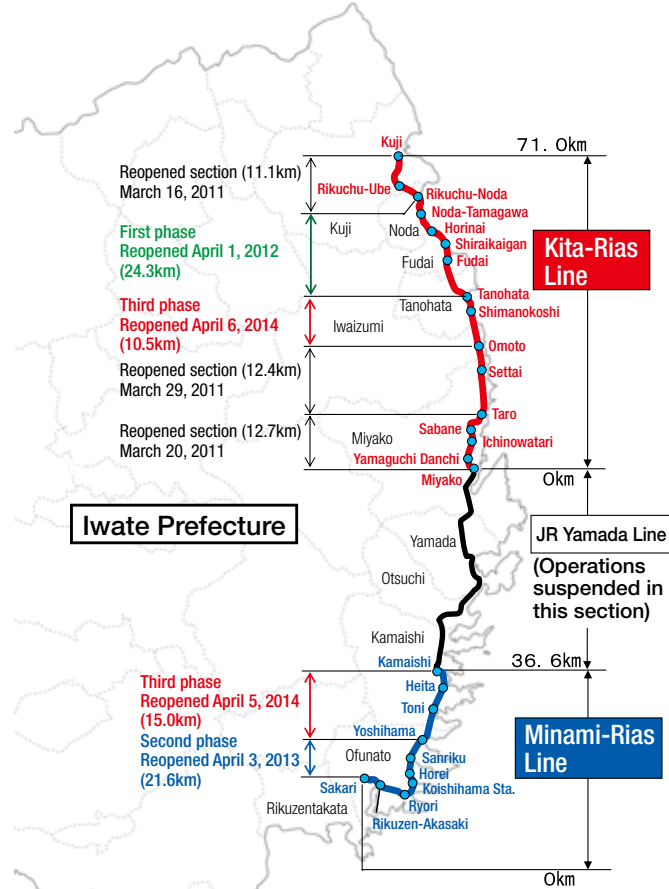 Kuji
71. 0km
Reopened section (11.1km)
March 16, 2011
Rikuchu-Ube
Rikuchu-Noda
Noda-Tamagawa
First phase
Reopened April 1, 2012
(24.3km)
Kuji
Noda
Horinai
Shiraikaigan
Fudai
Fudai
Kita-Rias
Line
Tanohata
Tanohata
Third phase
Reopened April 6, 2014
(10.5km)
Shimanokoshi
Iwaizumi
Omoto
Reopened section (12.4km)
March 29, 2011
Settai
Taro
Reopened section (12.7km)
March 20, 2011
Sabane
Miyako
Ichinowatari
Yamaguchi Danchi
Miyako
0km
Iwate Prefecture
JR Yamada Line
(Operations
suspended in
this section)
Yamada
Otsuchi
Kamaishi
Kamaishi
36. 6km
Third phase
Reopened April 5, 2014
(15.0km)
Heita
Toni
Minami-Rias
Line
Yoshihama
Second phase
Reopened April 3, 2013
(21.6km)
Ofunato
Sanriku
Horei
Koishihama Sta.
Sakari
Ryori
Rikuzentakata
Rikuzen-Akasaki
0km